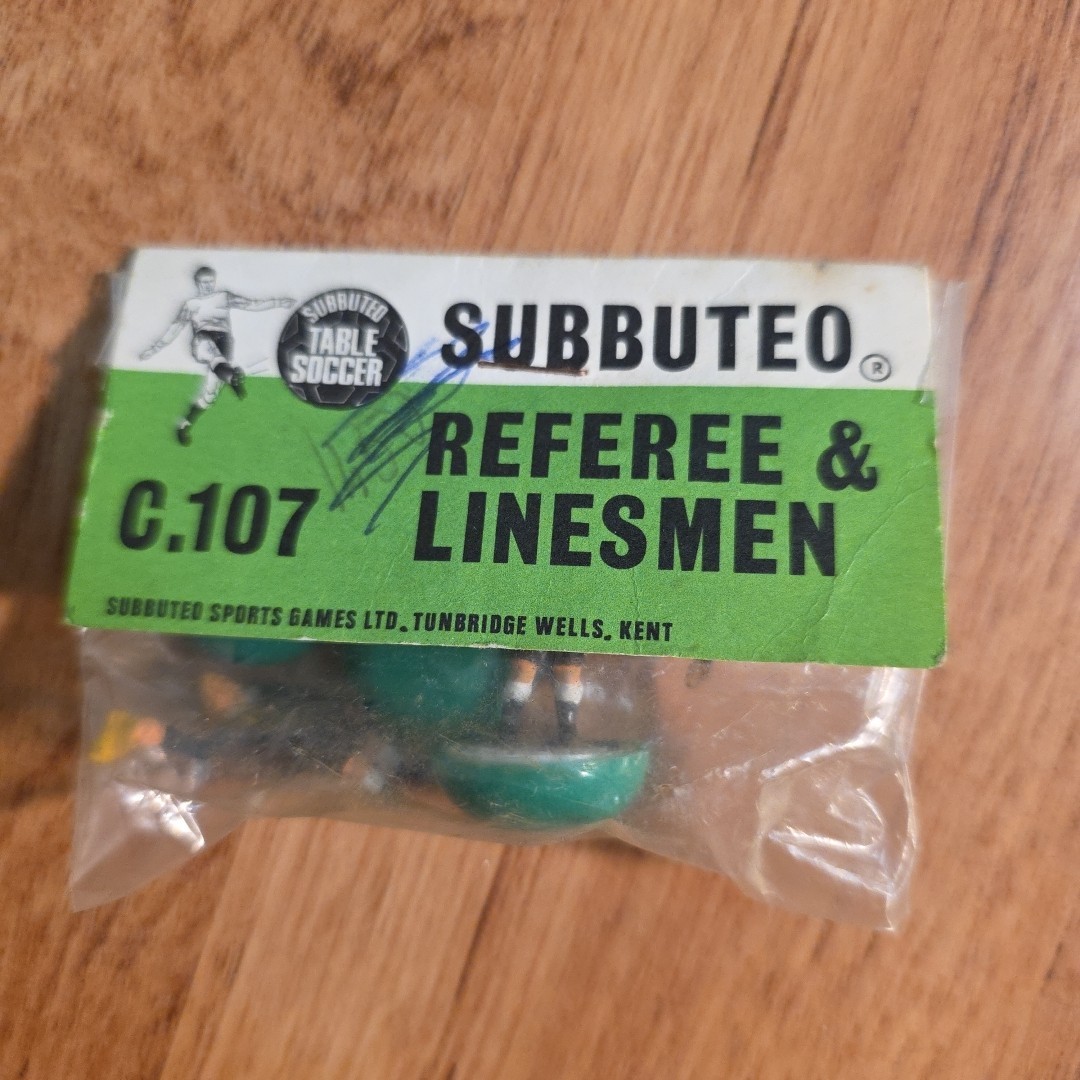 SUBBUTEO
TABLE
SOCCER
SUBBUTEO®
REFEREE &
LINESMEN
C.107
SUBBUTEO SPORTS GAMES LTD. TUNBRIDGE WELLS, KENT